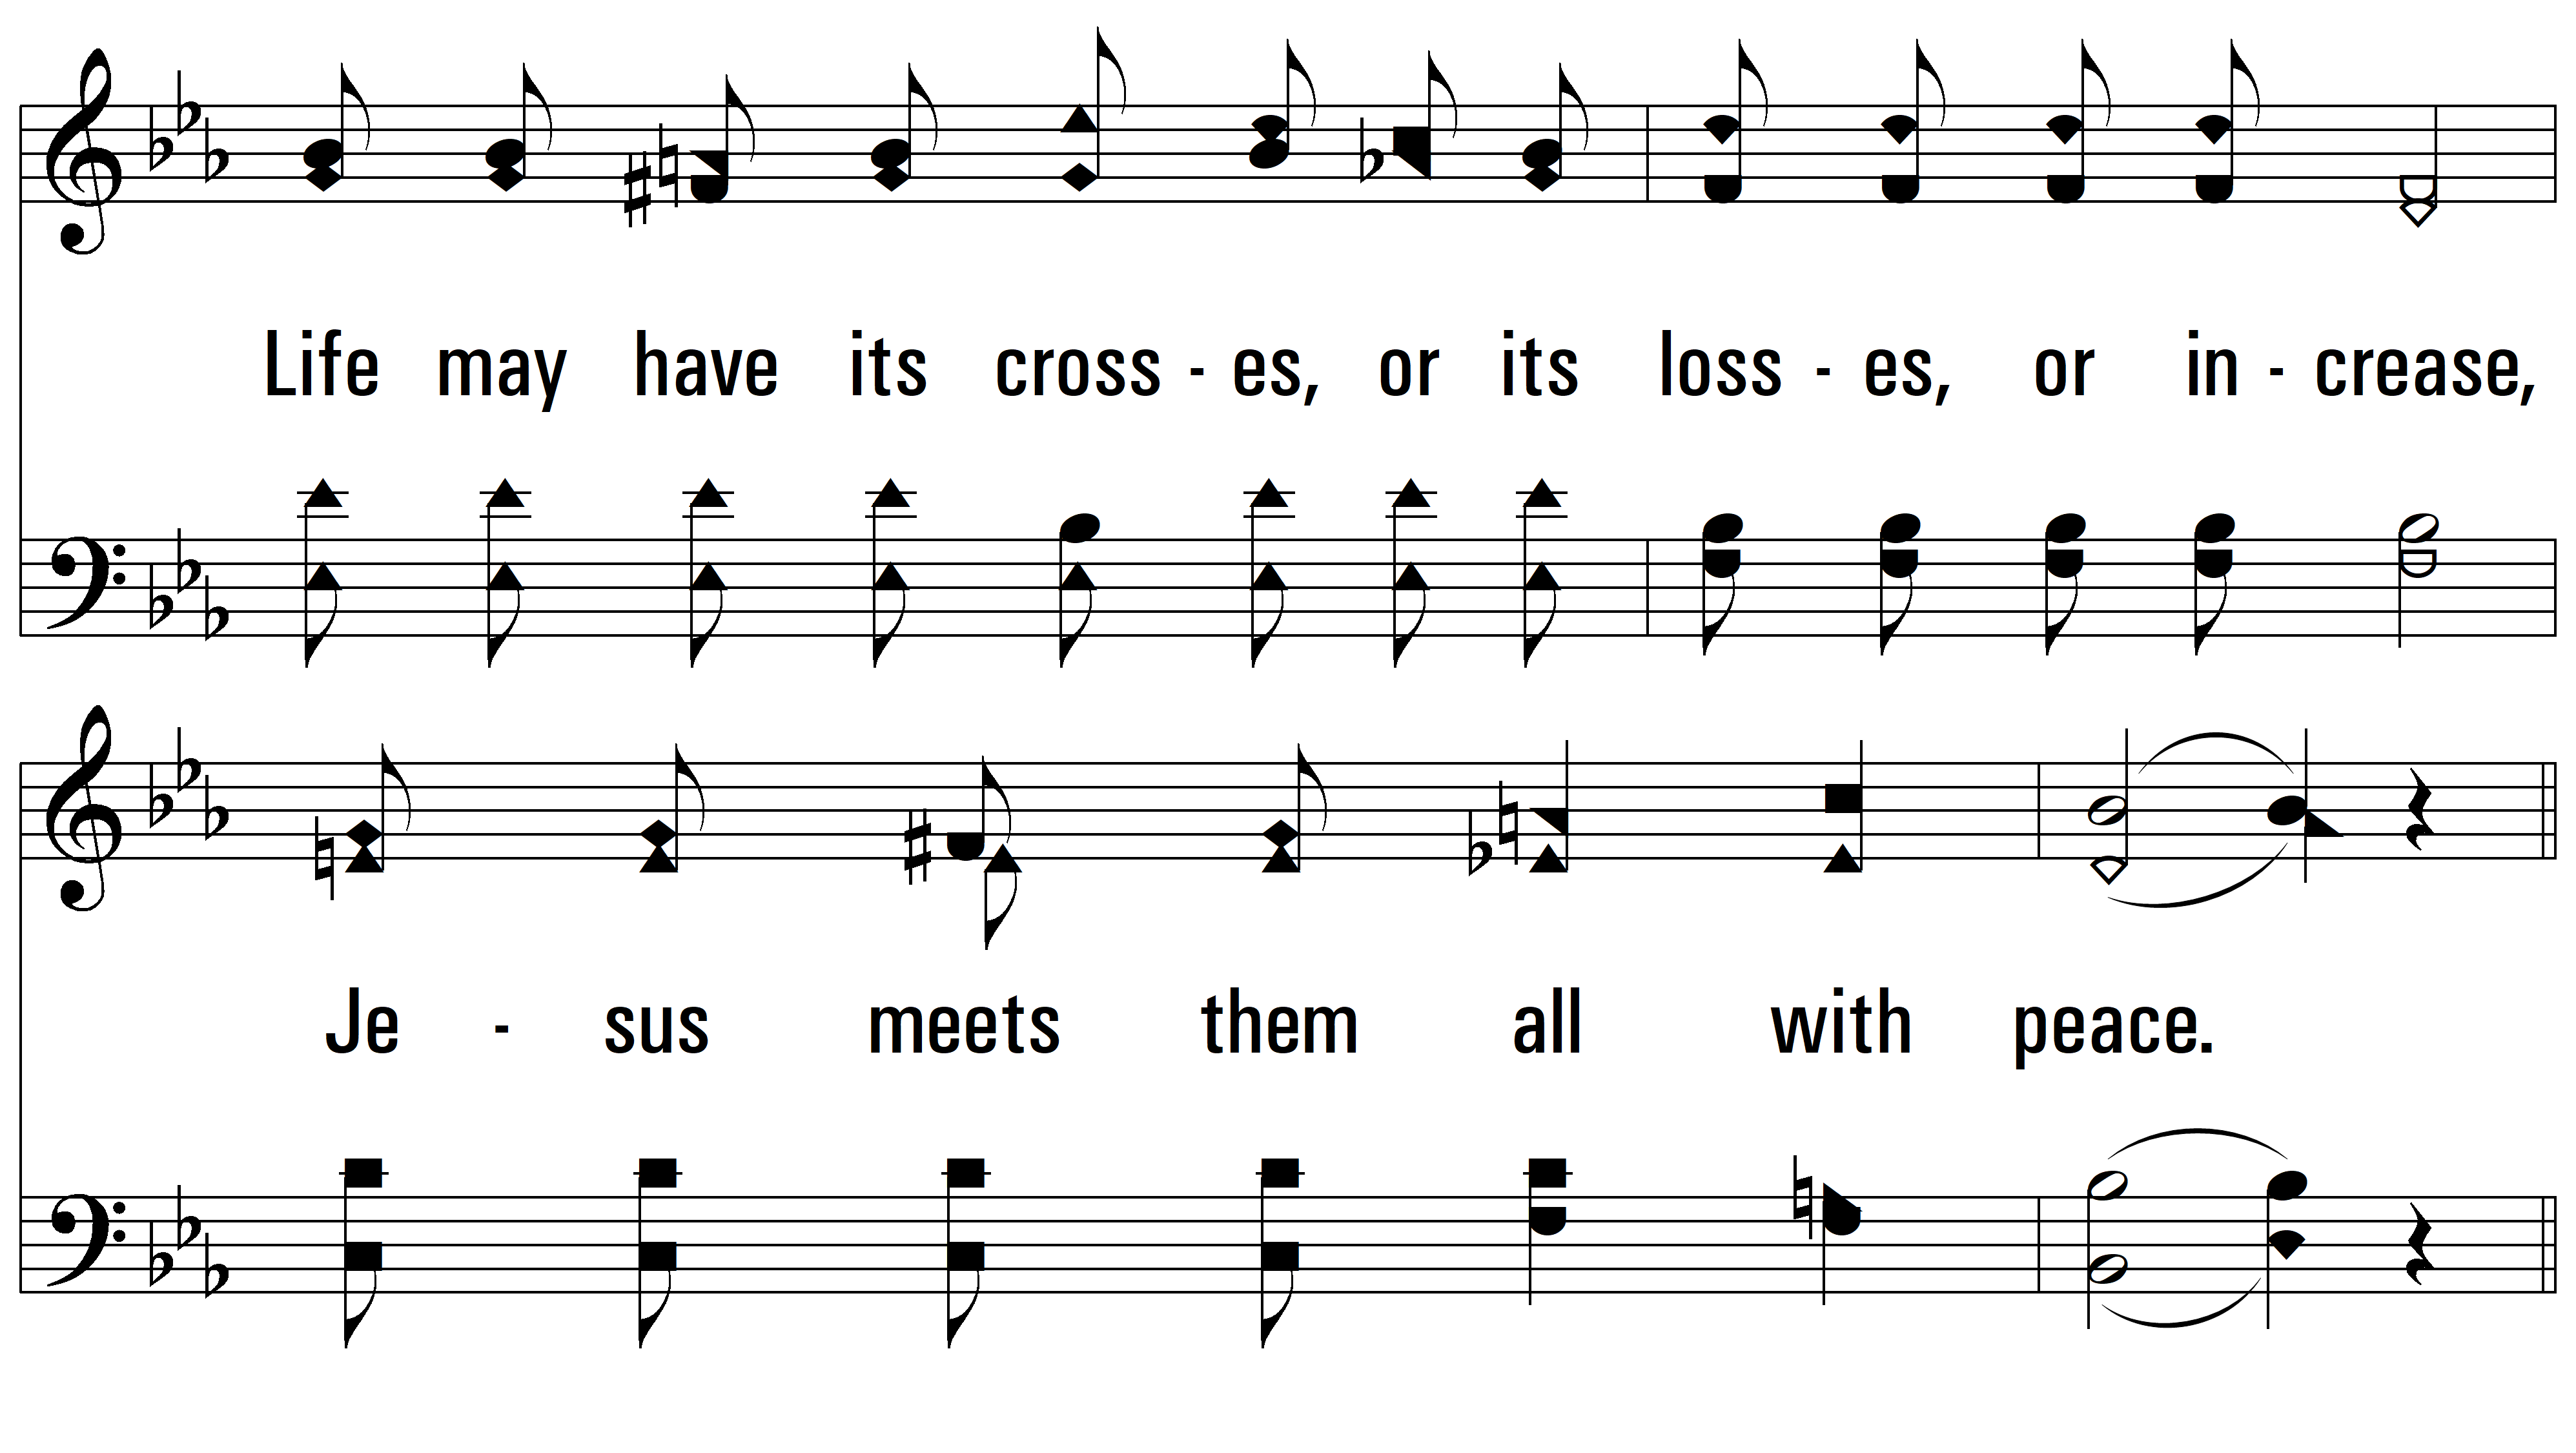 Life may have its cross - es, or its loss - es, or in - crease,
Je - sus meets them all with peace.